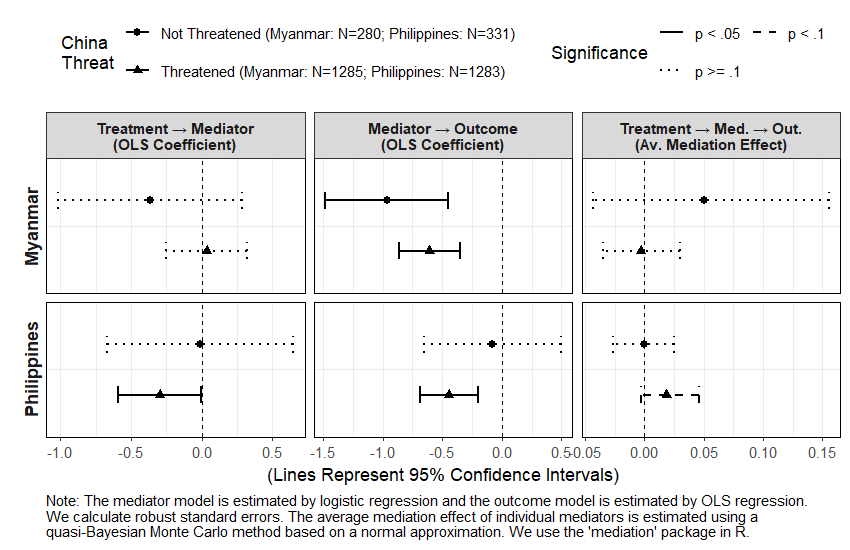 China
Threat
Not Threatened (Myanmar: N=280; Philippines: N=331)
Threatened (Myanmar: N=1285; Philippines: N=1283)
Significance
p < .05
p < .1
p >= .1
Treatment → Mediator
(OLS Coefficient)
Mediator → Outcome
(OLS Coefficient)
Treatment → Med. → Out.
(Av. Mediation Effect)
Myanmar
Philippines
-1.0 -0.5 0.0
-1.5 -1.0 -0.5 0.0 0.5
0.05 0.00 0.05 0.10 0.15
(Lines Represent 95% Confidence Intervals)
Note: The mediator model is estimated by logistic regression and the outcome model is estimated by OLS regression.
We calculate robust standard errors. The average mediation effect of individual mediators is estimated using a
quasi-Bayesian Monte Carlo method based on a normal approximation. We use the 'mediation' package in R.